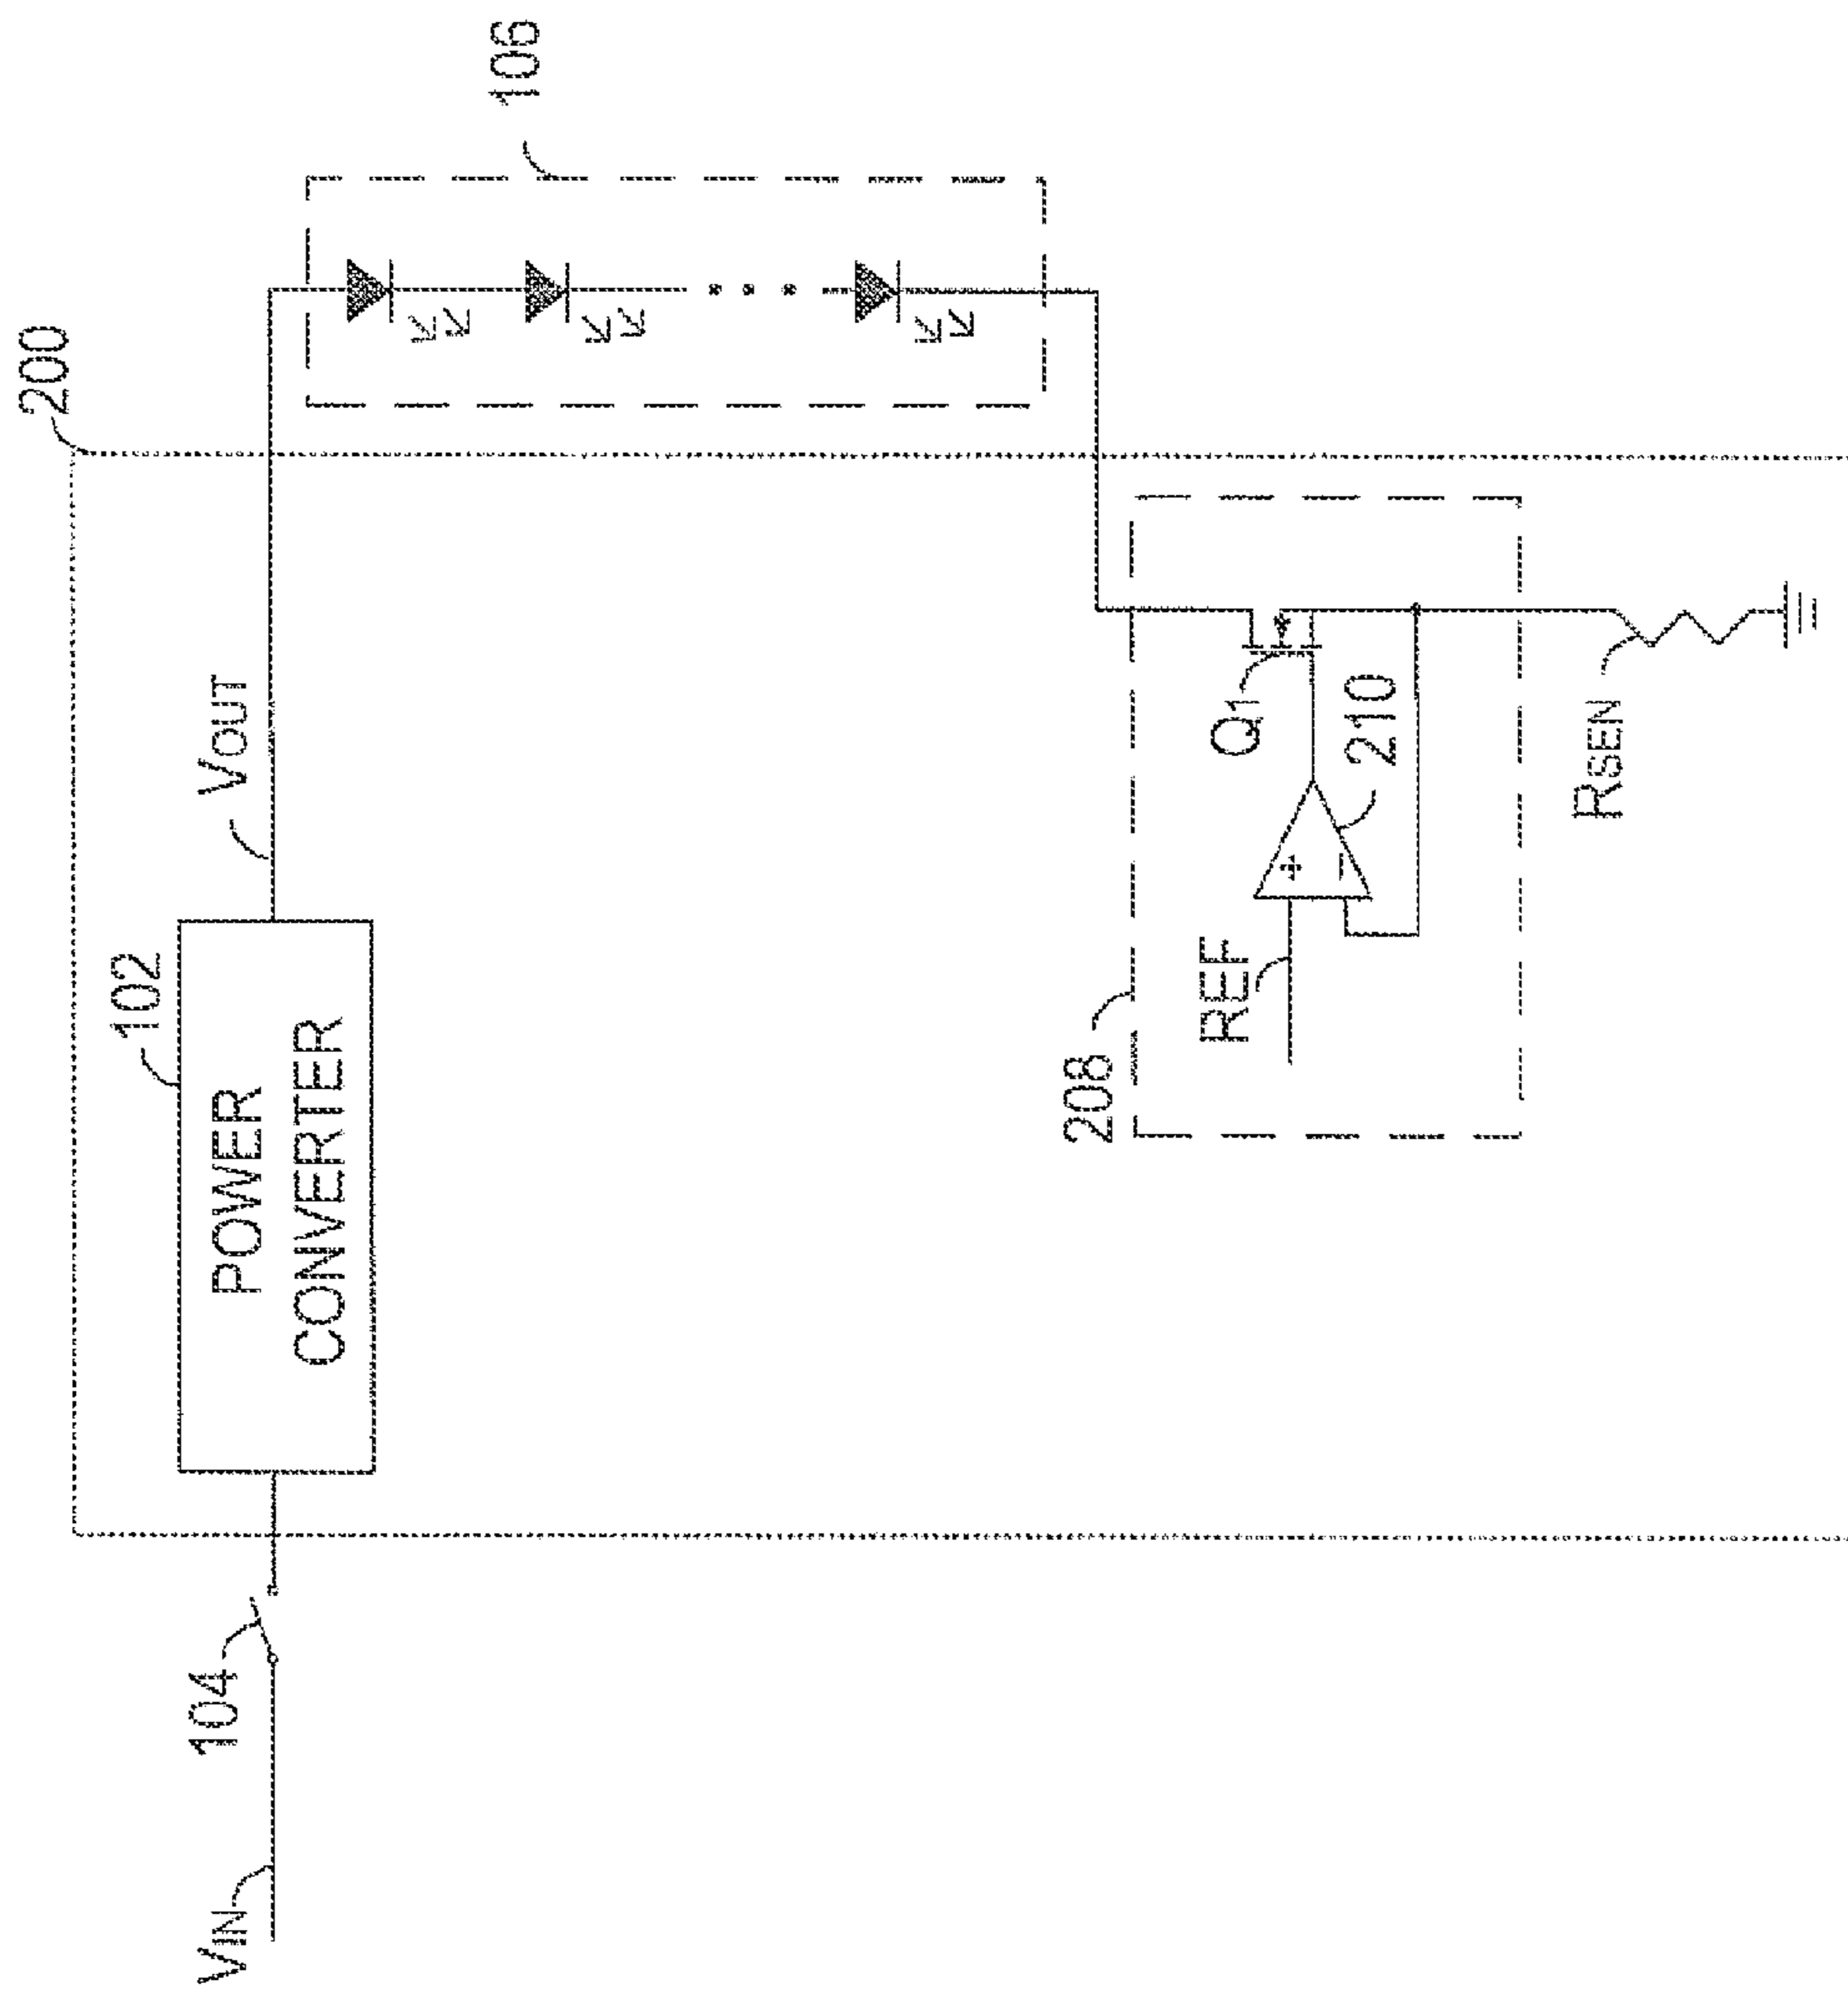 200
106
VOUT
102
POWER
CONVERTER
104
VIN
208
REF
+
−
Q1
210
RSEN